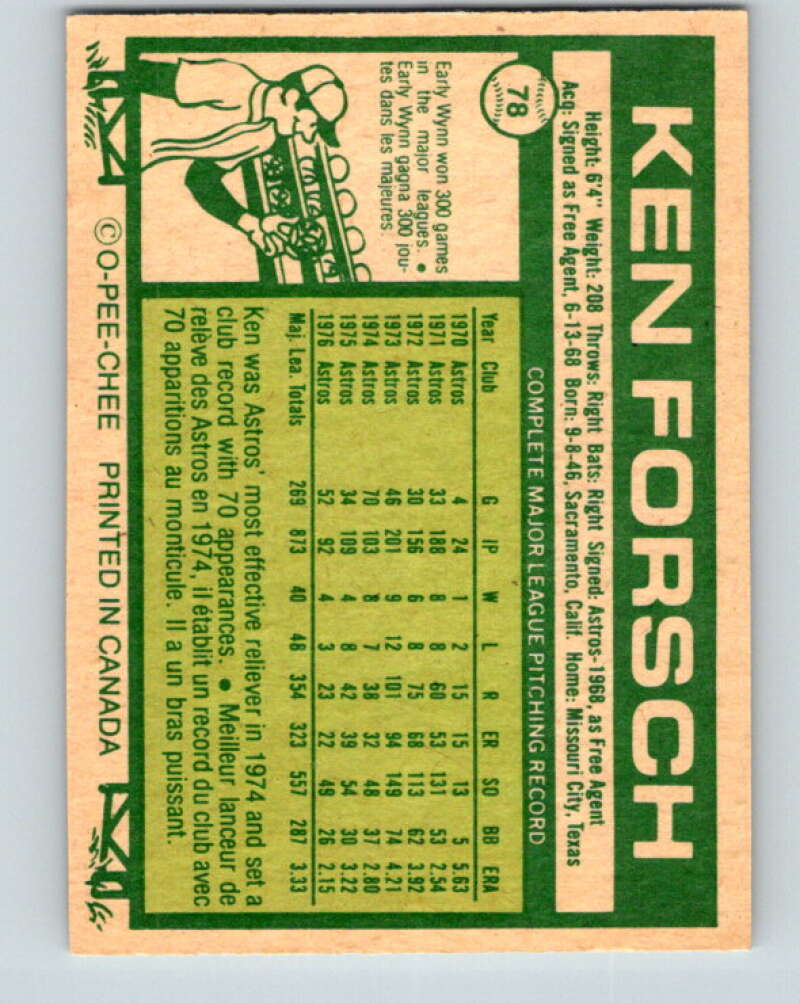 78
KEN FORSCH
Height: 6'4" Weight: 208 Throws: Right Bats: Right Signed: Astros-1968, as Free Agent
Acq: Signed as Free Agent, 6-13-68 Born: 9-8-46, Sacramento, Calif. Home: Missouri City, Texas
COMPLETE MAJOR LEAGUE PITCHING RECORD
Year Club G IP W L R ER SO BB ERA
1970 Astros 4 24 1 2 15 15 13 5 5.63
1971 Astros 33 188 8 8 60 53 131 53 2.54
1972 Astros 30 156 6 8 75 68 113 62 3.92
1973 Astros 46 201 9 12 101 94 149 74 4.21
1974 Astros 70 103 8 7 38 32 48 37 2.80
1975 Astros 34 109 4 8 42 39 54 30 3.22
1976 Astros 52 92 4 3 23 22 49 26 2.15
Maj. Lea. Totals 269 873 40 48 354 323 557 287 3.33
Ken was Astros' most effective reliever in 1974 and set a
club record with 70 appearances. • Meilleur lanceur de
relève des Astros en 1974, il établit un record du club avec
70 apparitions au monticule. Il a un bras puissant.
Early Wynn won 300 games
in the major leagues. •
Early Wynn gagna 300 jou-
tes dans les majeures.
© O-PEE-CHEE PRINTED IN CANADA